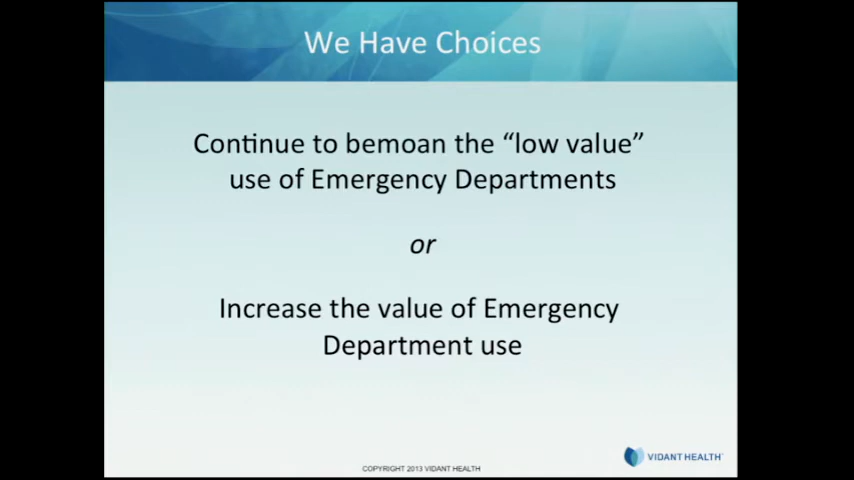 We Have Choices
Continue to bemoan the “low value”
use of Emergency Departments
or
Increase the value of Emergency
Department use
VIDANT HEALTH™
COPYRIGHT 2013 VIDANT HEALTH